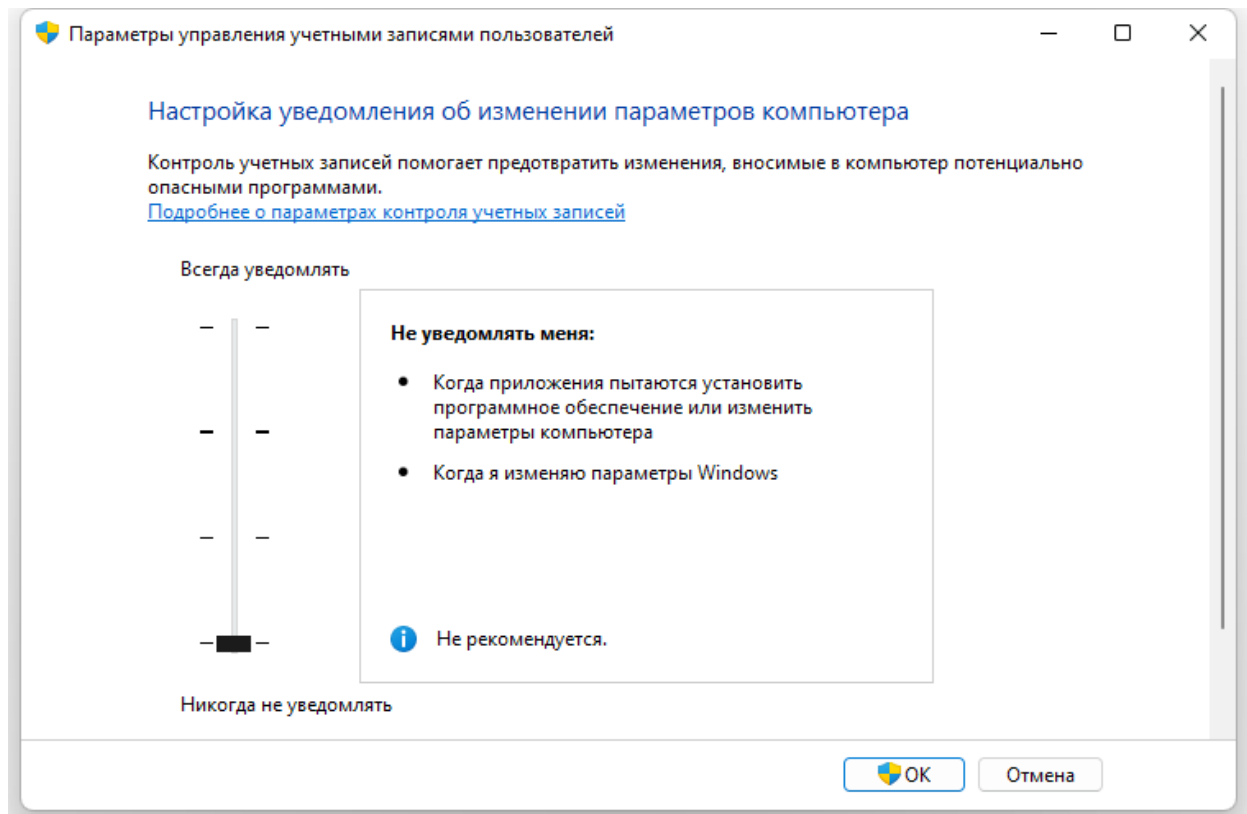 Параметры управления учетными записями пользователей
Настройка уведомления об изменении параметров компьютера
Контроль учетных записей помогает предотвратить изменения, вносимые в компьютер потенциально
опасными программами.
Подробнее о параметрах контроля учетных записей
Всегда уведомлять
Не уведомлять меня:
• Когда приложения пытаются установить
программное обеспечение или изменить
параметры компьютера
• Когда я изменяю параметры Windows
Не рекомендуется.
Никогда не уведомлять
OK
Отмена